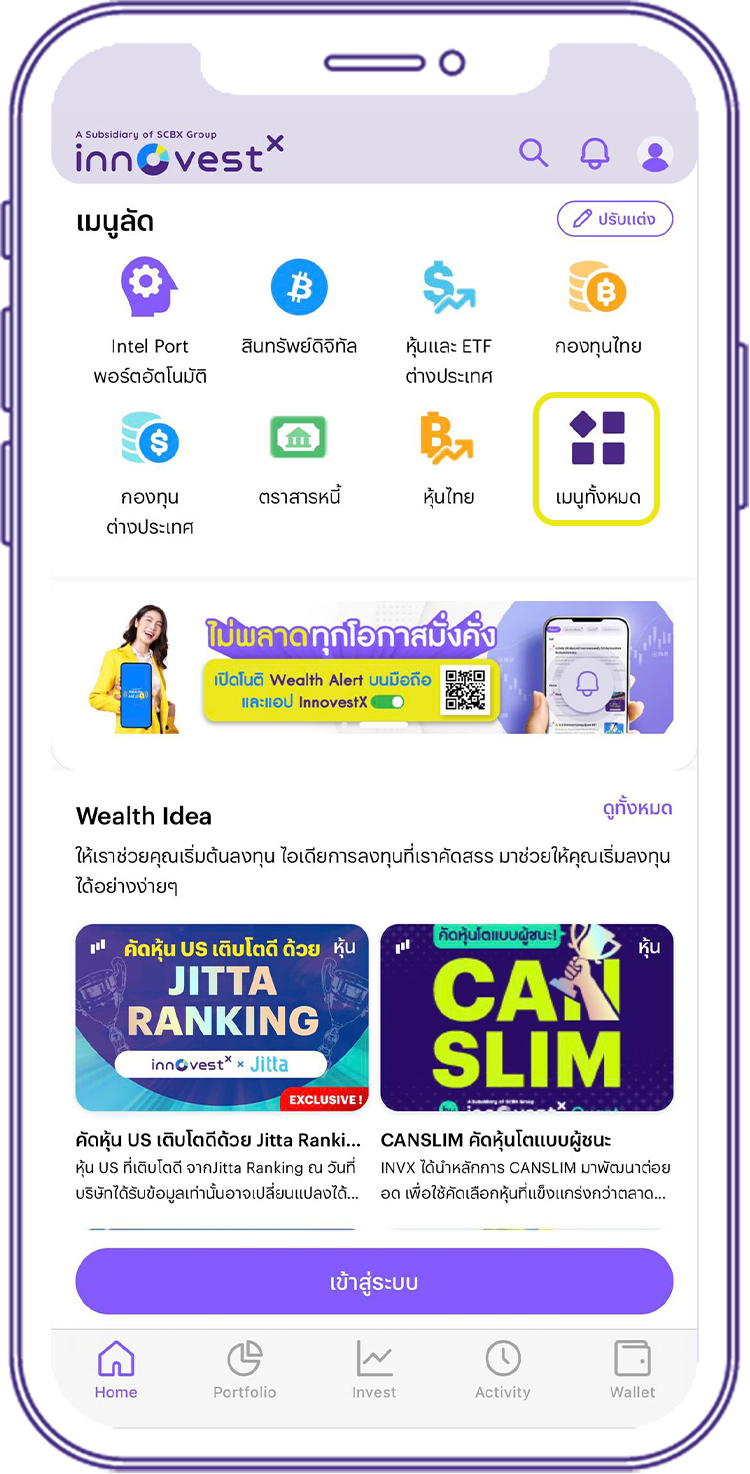 A Subsidiary of SCBX Group
innovestx
เมนูลัด
ปรับแต่ง
Intel Port
พอร์ตอัตโนมัติ
สินทรัพย์ดิจิทัล
หุ้นและ ETF
ต่างประเทศ
กองทุนไทย
กองทุน
ต่างประเทศ
ตราสารหนี้
หุ้นไทย
เมนูทั้งหมด
ไม่พลาดทุกโอกาสมั่งคั่ง
เปิดโนติ Wealth Alert บนมือถือ
และแอป InnovestX
Wealth Idea
ดูทั้งหมด
ให้เราช่วยคุณเริ่มต้นลงทุน ไอเดียการลงทุนที่เราคัดสรร มาช่วยให้คุณเริ่มลงทุน
ได้อย่างง่ายๆ
คัดหุ้น US เติบโตดี ด้วย
หุ้น
JITTA
RANKING
innovestx × Jitta
EXCLUSIVE !
คัดหุ้นโตแบบผู้ชนะ!
หุ้น
CAN
SLIM
A Subsidiary of SCBX Group
innovestx
คัดหุ้น US เติบโตดีด้วย Jitta Ranki...
หุ้น US ที่เติบโตดี จากJitta Ranking ณ วันที่
บริษัทได้รับข้อมูลเท่านั้นอาจเปลี่ยนแปลงได้...
CANSLIM คัดหุ้นโตแบบผู้ชนะ
INVX ได้นำหลักการ CANSLIM มาพัฒนาต่อย
อด เพื่อใช้คัดเลือกหุ้นที่แข็งแกร่งกว่าตลาด...
เข้าสู่ระบบ
Home
Portfolio
Invest
Activity
Wallet